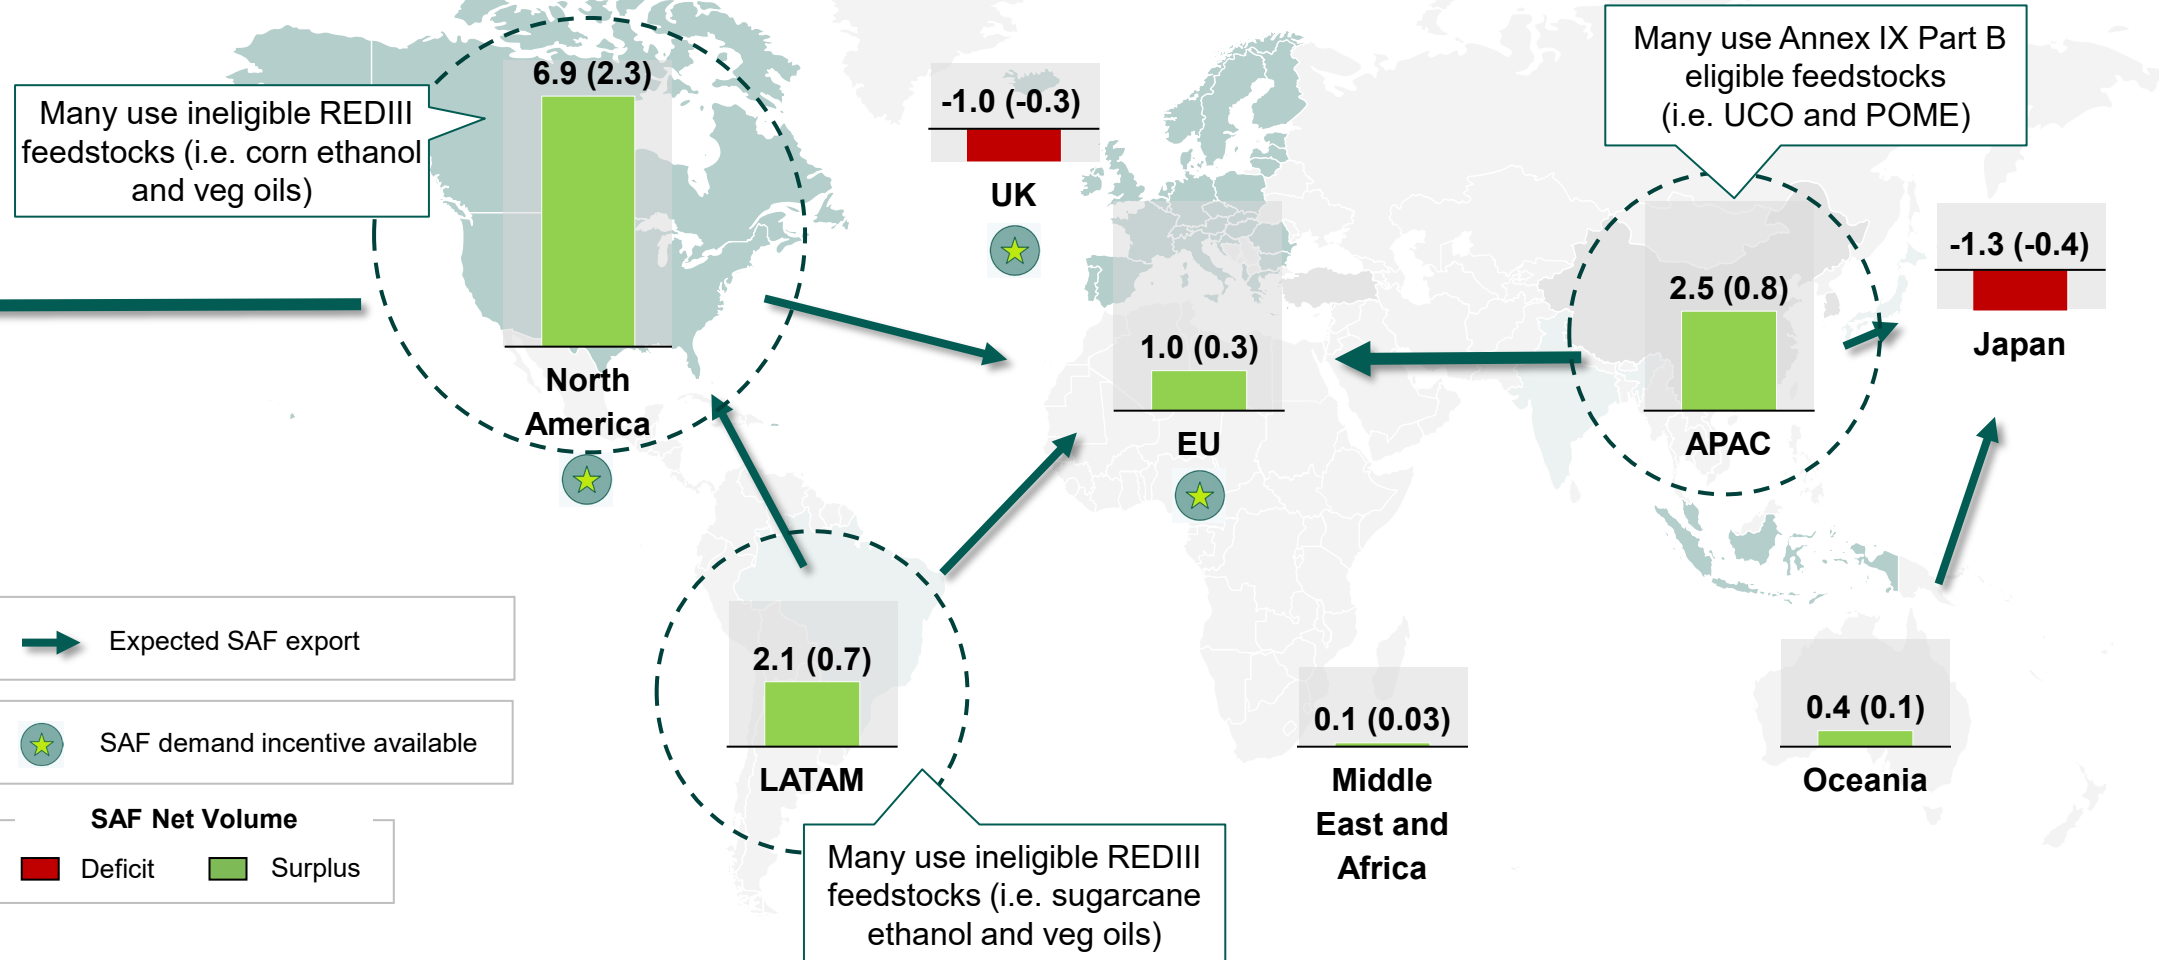 6.9 (2.3)
Many use ineligible REDIII
feedstocks (i.e. corn ethanol
and veg oils)
North
America
-1.0 (-0.3)
UK
Many use Annex IX Part B
eligible feedstocks
(i.e. UCO and POME)
1.0 (0.3)
EU
2.5 (0.8)
APAC
-1.3 (-0.4)
Japan
2.1 (0.7)
LATAM
Many use ineligible REDIII
feedstocks (i.e. sugarcane
ethanol and veg oils)
0.1 (0.03)
Middle
East and
Africa
0.4 (0.1)
Oceania
Expected SAF export
SAF demand incentive available
SAF Net Volume
Deficit
Surplus